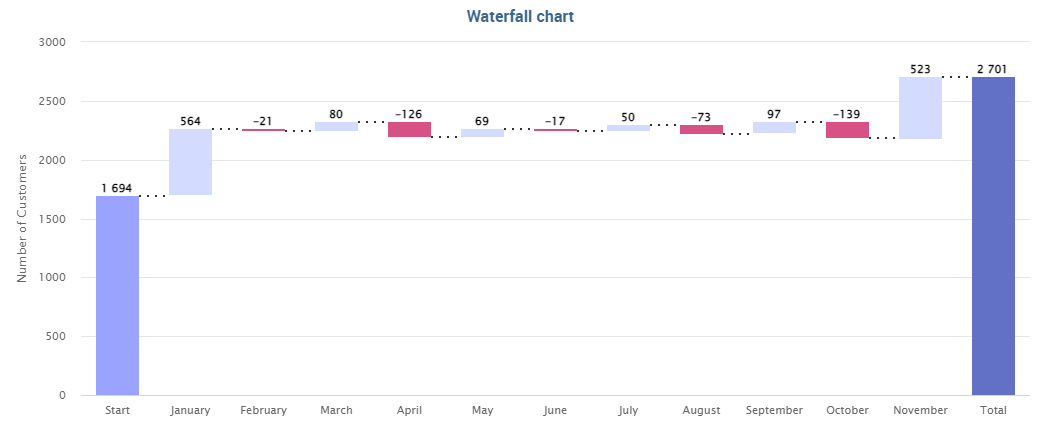 Waterfall chart
Number of Customers
3000
2500
2000
1500
1000
500
0
1 694
564
−21
80
−126
69
−17
50
−73
97
−139
523
2 701
Start
January
February
March
April
May
June
July
August
September
October
November
Total